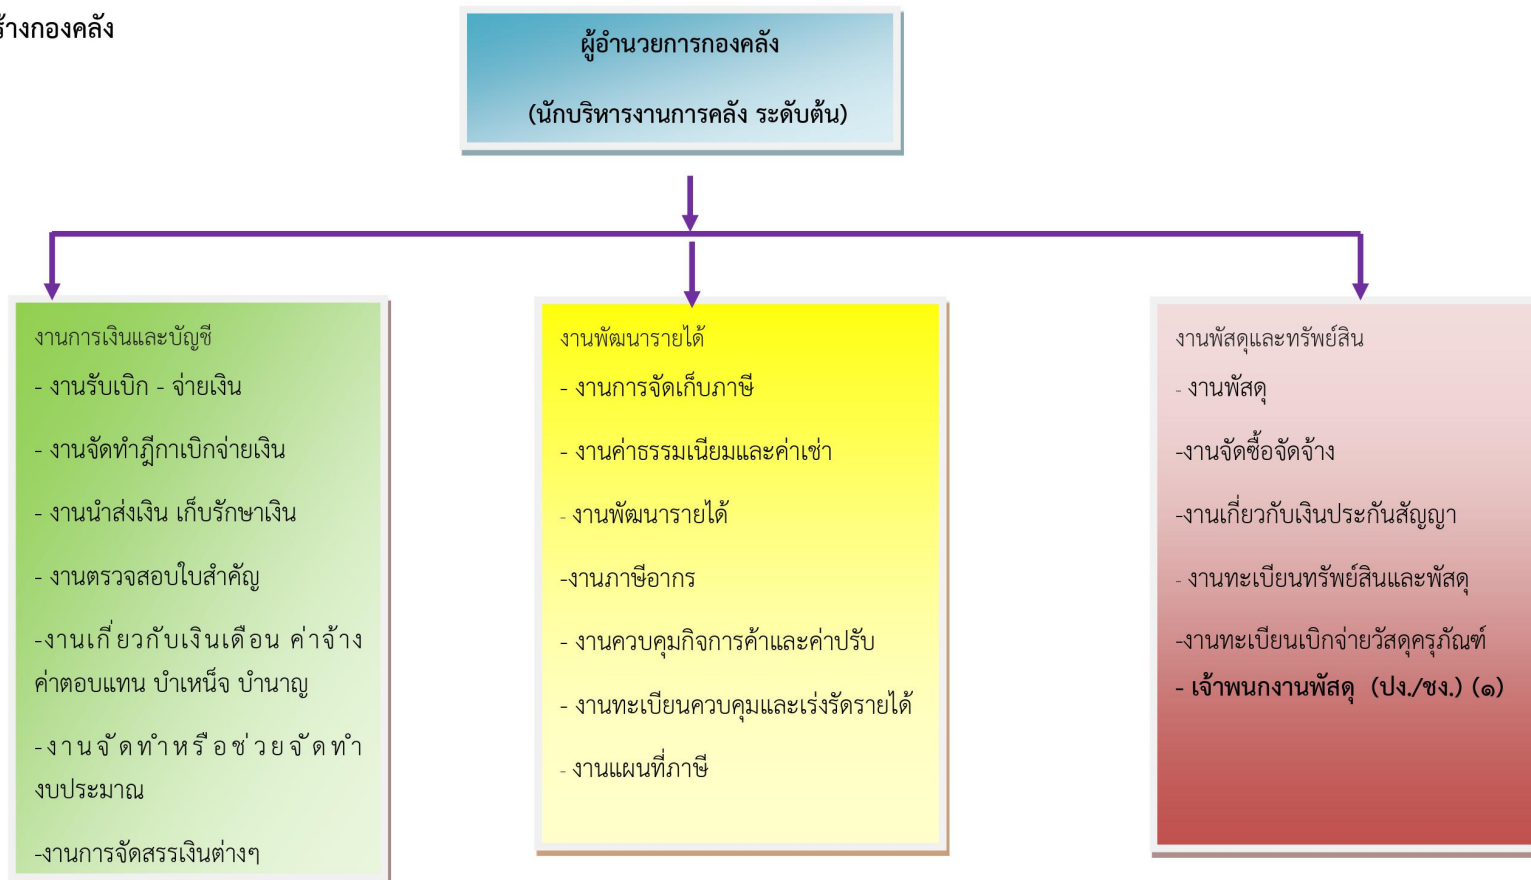 ร้างกองคลัง
ผู้อำนวยการกองคลัง
(นักบริหารงานการคลัง ระดับต้น)
งานการเงินและบัญชี
- งานรับเบิก - จ่ายเงิน
- งานจัดทำฎีกาเบิกจ่ายเงิน
- งานนำส่งเงิน เก็บรักษาเงิน
- งานตรวจสอบใบสำคัญ
-งานเกี่ยวกับเงินเดือน ค่าจ้าง
ค่าตอบแทน บำเหน็จ บำนาญ
-งานจัดทำหรือช่วยจัดทำ
งบประมาณ
-งานการจัดสรรเงินต่างๆ
งานพัฒนารายได้
- งานการจัดเก็บภาษี
- งานค่าธรรมเนียมและค่าเช่า
- งานพัฒนารายได้
-งานภาษีอากร
- งานควบคุมกิจการค้าและค่าปรับ
- งานทะเบียนควบคุมและเร่งรัดรายได้
- งานแผนที่ภาษี
งานพัสดุและทรัพย์สิน
- งานพัสดุ
-งานจัดซื้อจัดจ้าง
-งานเกี่ยวกับเงินประกันสัญญา
- งานทะเบียนทรัพย์สินและพัสดุ
-งานทะเบียนเบิกจ่ายวัสดุครุภัณฑ์
- เจ้าพนกงานพัสดุ (ปง./ชง.) (๑)